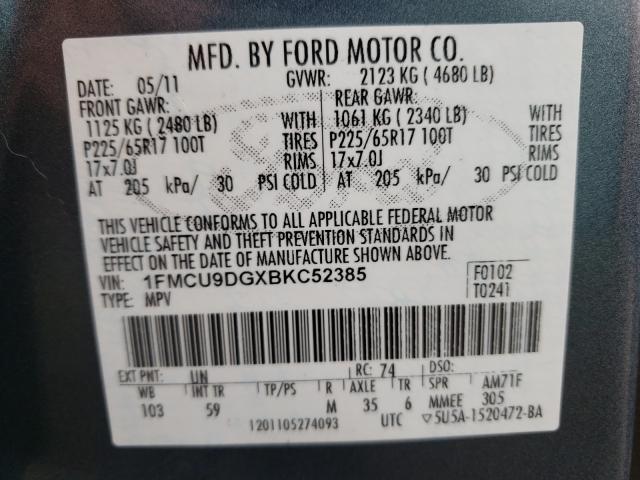 MFD. BY FORD MOTOR CO.
DATE: 05/11 GVWR: 2123 KG ( 4680 LB)
FRONT GAWR: REAR GAWR:
1125 KG ( 2480 LB) WITH 1061 KG ( 2340 LB) WITH
P225/65R17 100T TIRES P225/65R17 100T TIRES
17x7.0J RIMS 17x7.0J RIMS
AT 205 kPa/ 30 PSI COLD AT 205 kPa/ 30 PSI COLD
THIS VEHICLE CONFORMS TO ALL APPLICABLE FEDERAL MOTOR
VEHICLE SAFETY AND THEFT PREVENTION STANDARDS IN
EFFECT ON THE DATE OF MANUFACTURE SHOWN ABOVE.
VIN: 1FMCU9DGXBKC52385 F0102
TYPE: MPV T0241
EXT PNT: UN RC: 74 DSO:
WB INT TR TP/PS R AXLE TR SPR AM71F
103 59 M 35 6 MMEE 305
1201105274093 UTC ▽5U5A-1520472-BA